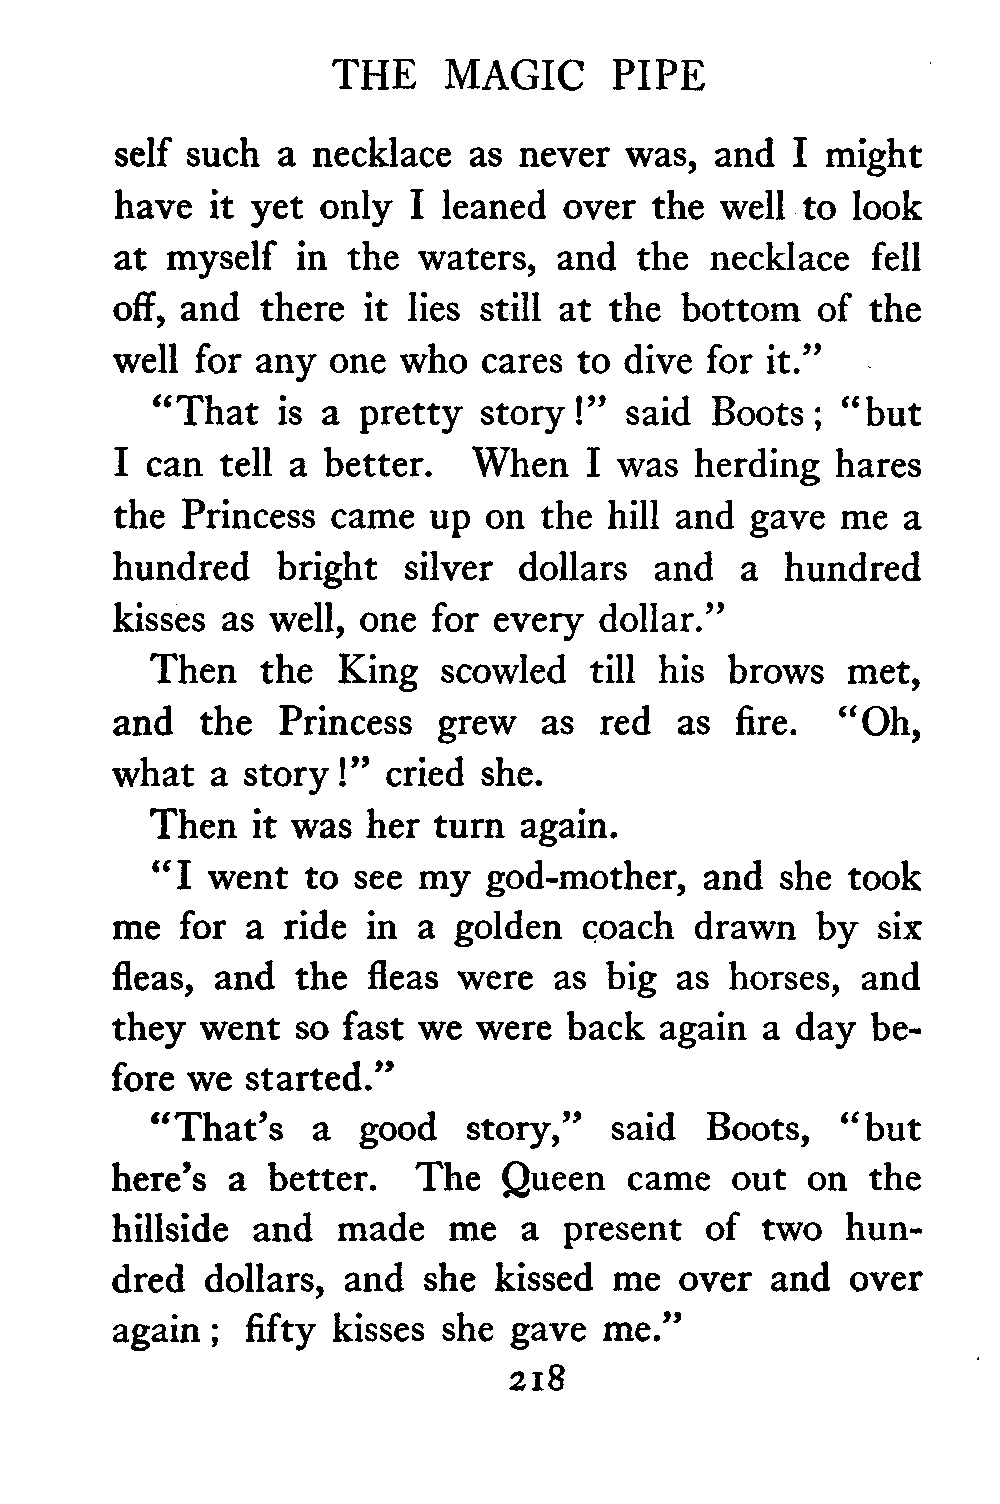 THE MAGIC PIPE
self such a necklace as never was, and I might
have it yet only I leaned over the well to look
at myself in the waters, and the necklace fell
off, and there it lies still at the bottom of the
well for any one who cares to dive for it.”
“That is a pretty story!” said Boots; “but
I can tell a better. When I was herding hares
the Princess came up on the hill and gave me a
hundred bright silver dollars and a hundred
kisses as well, one for every dollar.”
Then the King scowled till his brows met,
and the Princess grew as red as fire. “Oh,
what a story!” cried she.
Then it was her turn again.
“I went to see my god-mother, and she took
me for a ride in a golden coach drawn by six
fleas, and the fleas were as big as horses, and
they went so fast we were back again a day be-
fore we started.”
“That’s a good story,” said Boots, “but
here’s a better. The Queen came out on the
hillside and made me a present of two hun-
dred dollars, and she kissed me over and over
again; fifty kisses she gave me.”
218